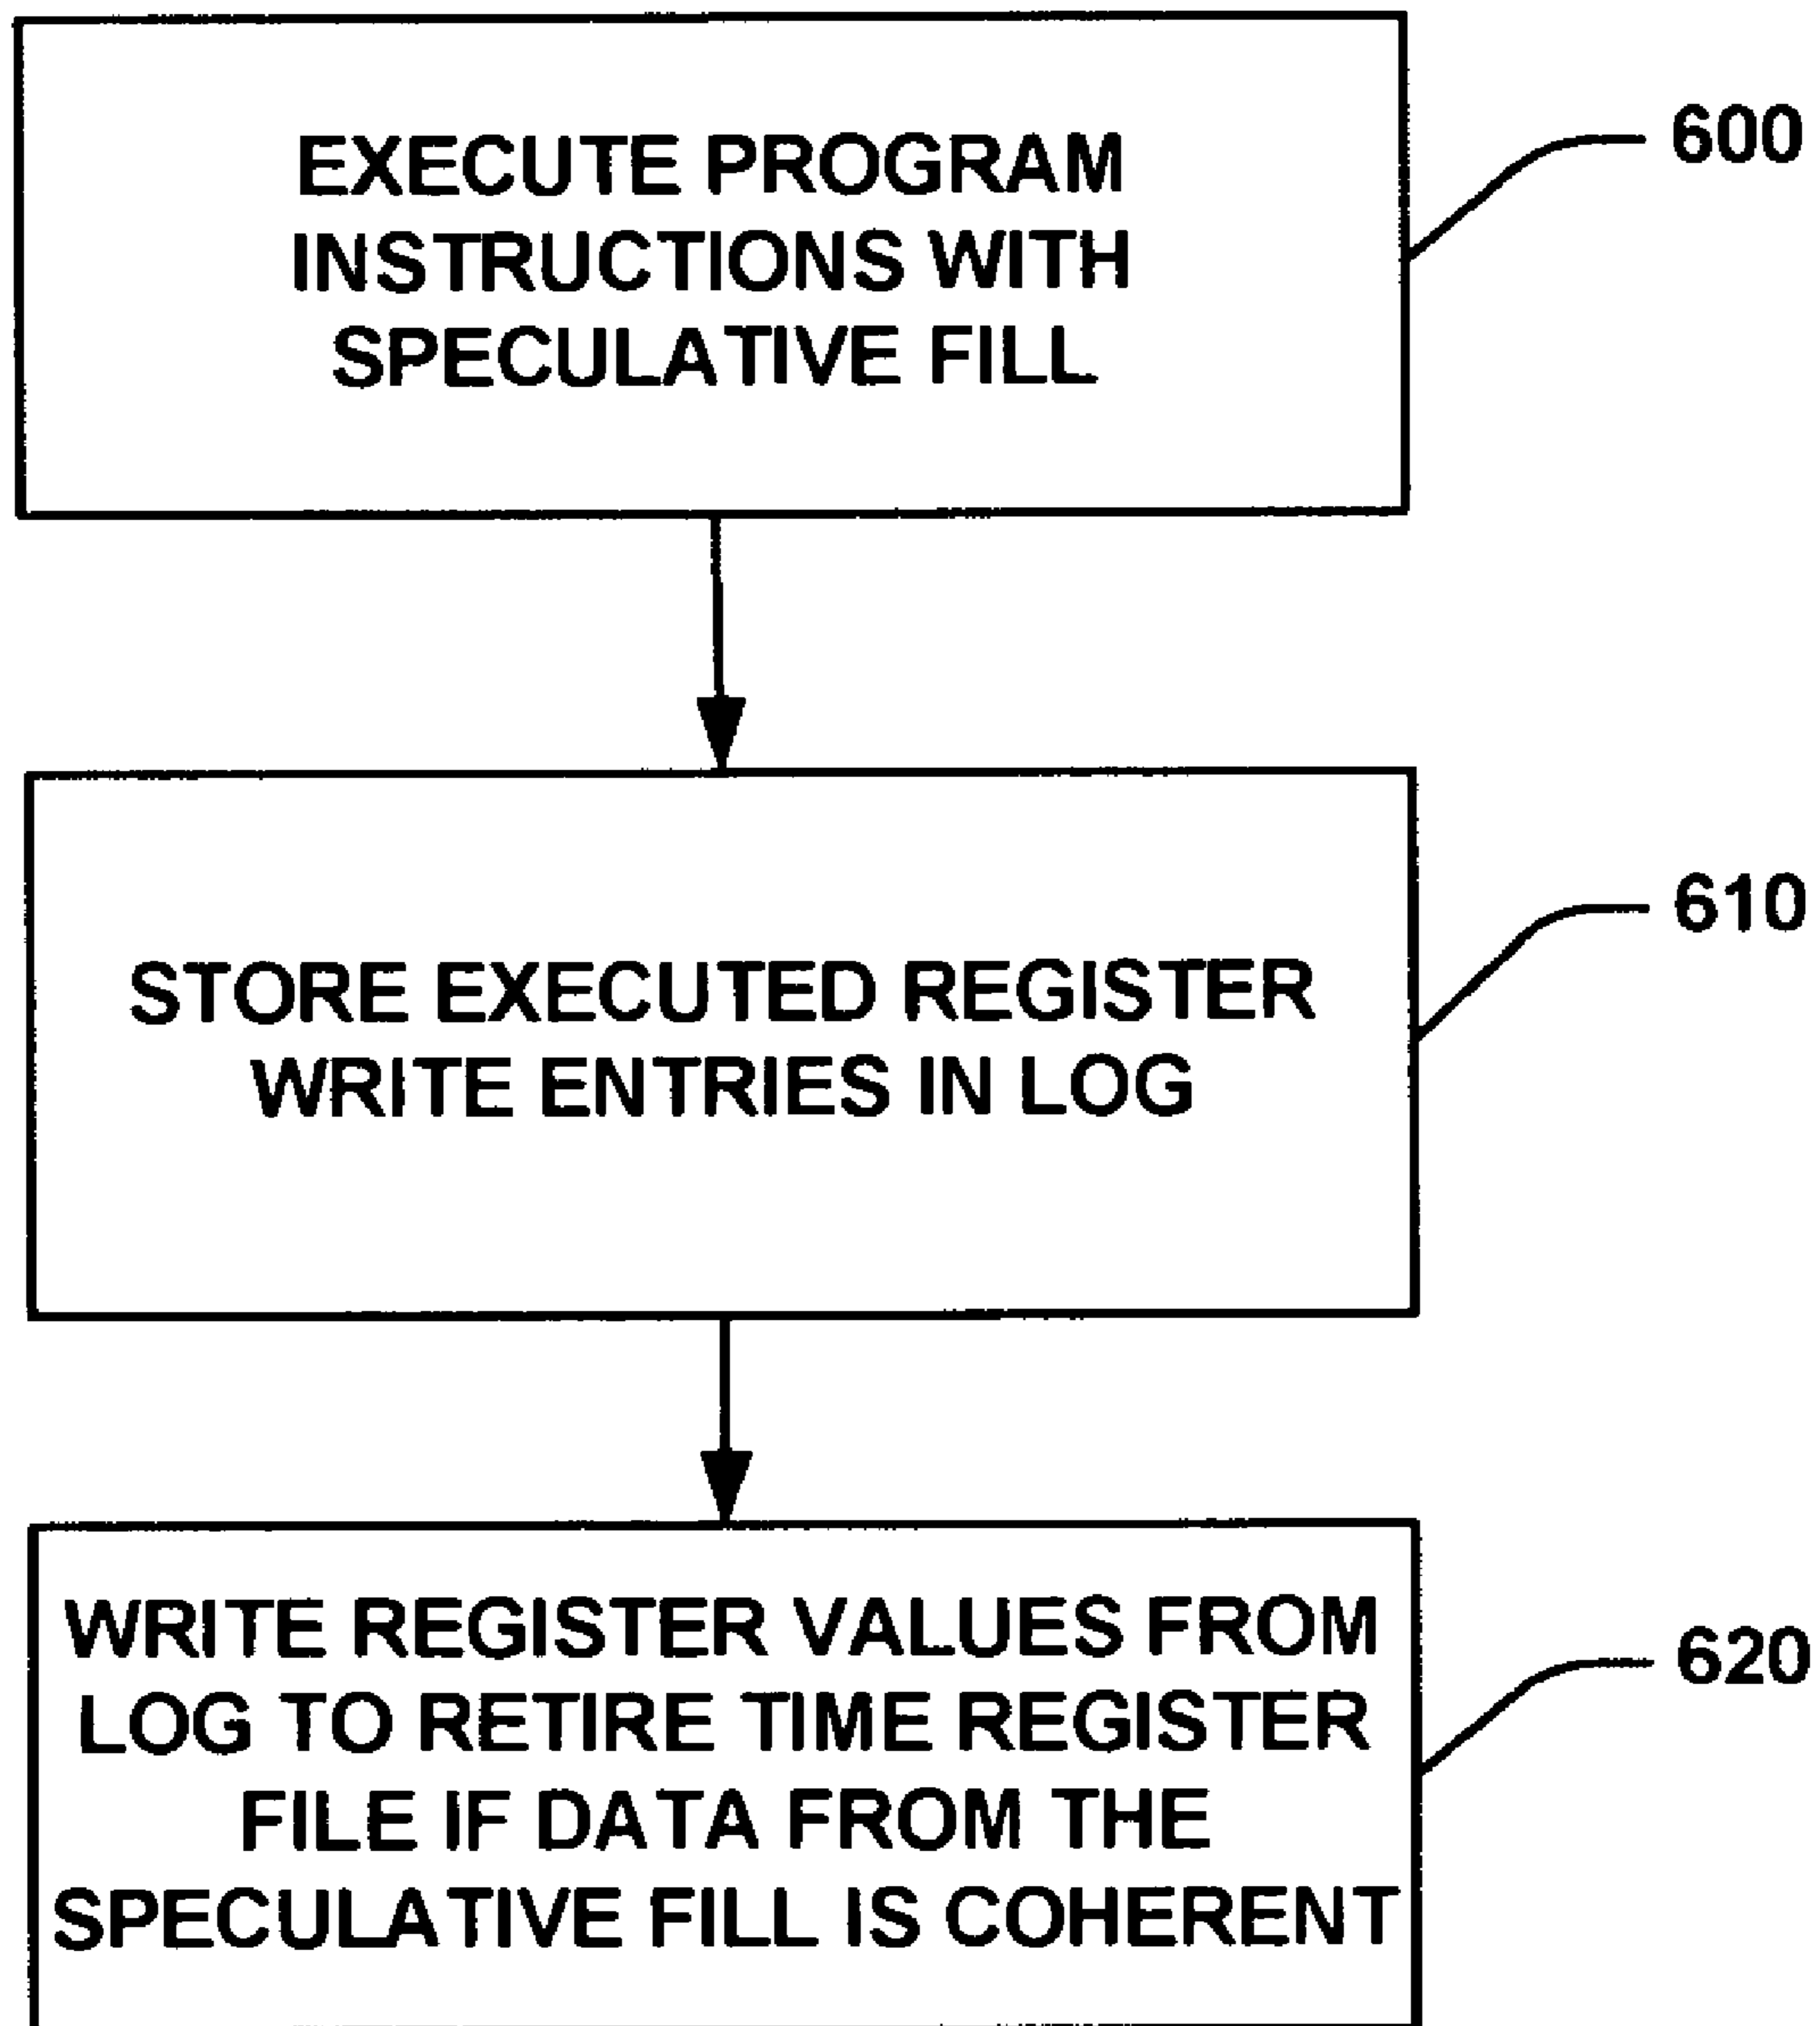 EXECUTE PROGRAM
INSTRUCTIONS WITH
SPECULATIVE FILL
600
STORE EXECUTED REGISTER
WRITE ENTRIES IN LOG
610
WRITE REGISTER VALUES FROM
LOG TO RETIRE TIME REGISTER
FILE IF DATA FROM THE
SPECULATIVE FILL IS COHERENT
620